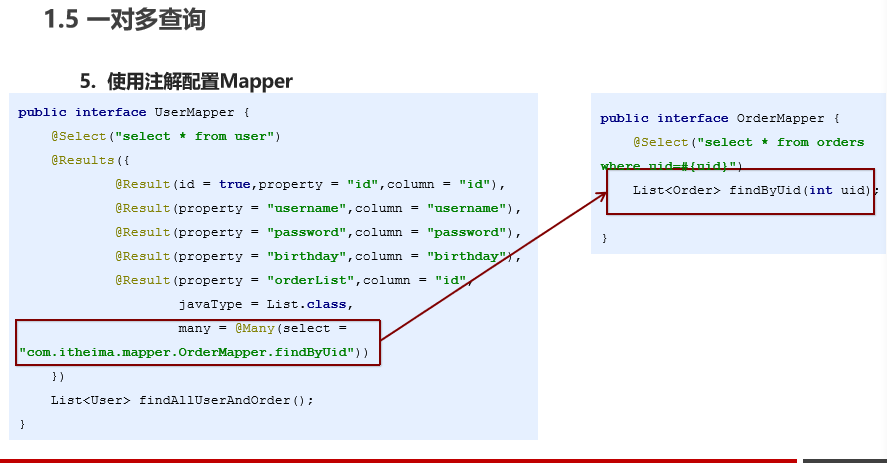 1.5 一对多查询
5. 使用注解配置Mapper
public interface UserMapper {
@Select("select * from user")
@Results({
@Result(id = true,property = "id",column = "id"),
@Result(property = "username",column = "username"),
@Result(property = "password",column = "password"),
@Result(property = "birthday",column = "birthday"),
@Result(property = "orderList",column = "id",
javaType = List.class,
many = @Many(select =
"com.itheima.mapper.OrderMapper.findByUid"))
})
List<User> findAllUserAndOrder();
}
public interface OrderMapper {
@Select("select * from orders
where uid=#{uid}")
List<Order> findByUid(int uid);
}